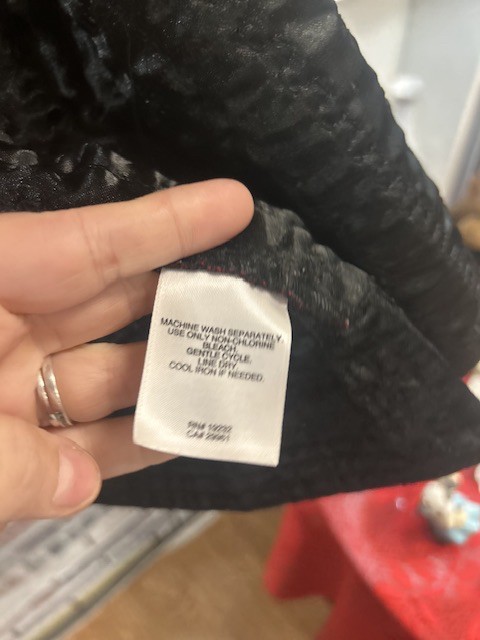 MACHINE WASH SEPARATELY.
USE ONLY NON-CHLORINE
BLEACH.
GENTLE CYCLE.
LINE DRY.
COOL IRON IF NEEDED.
RN# 19232
CA# 29961